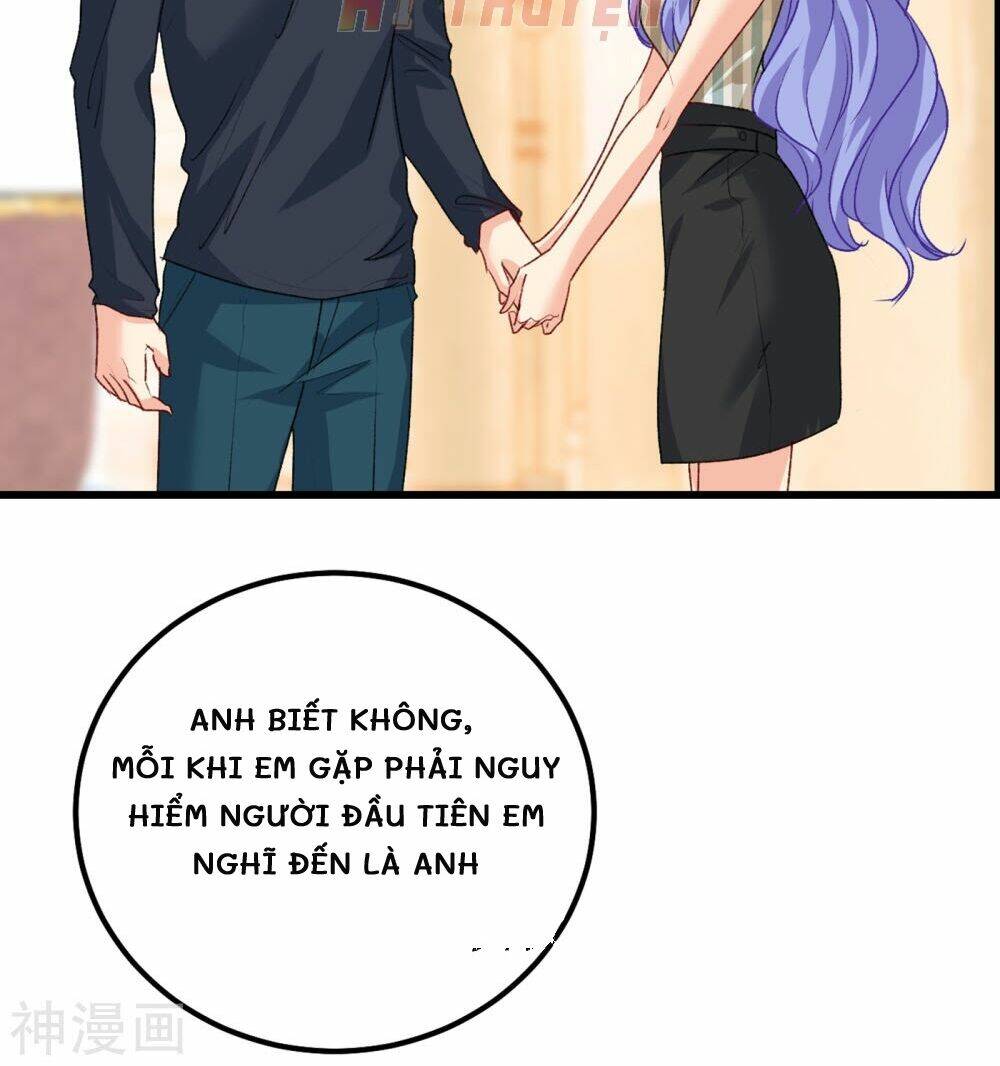 HITRUYEN
ANH BIẾT KHÔNG,
MỖI KHI EM GẶP PHẢI NGUY
HIỂM NGƯỜI ĐẦU TIÊN EM
NGHĨ ĐẾN LÀ ANH
神漫画